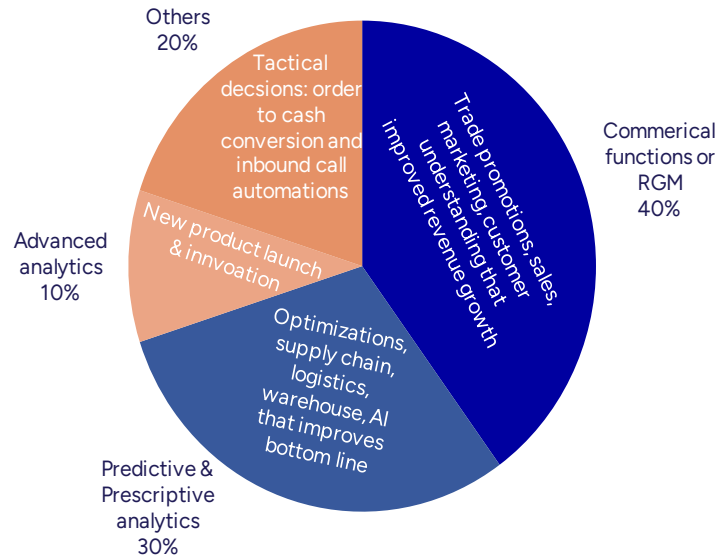 Others
20%
Tactical
decsions: order
to cash
conversion and
inbound call
automations
Trade promotions, sales,
marketing, customer
understanding that
improved revenue growth
Commerical
functions or
RGM
40%
New product launch
& innvoation
Advanced
analytics
10%
Optimizations,
supply chain,
logistics,
warehouse, AI
that improves
bottom line
Predictive &
Prescriptive
analytics
30%